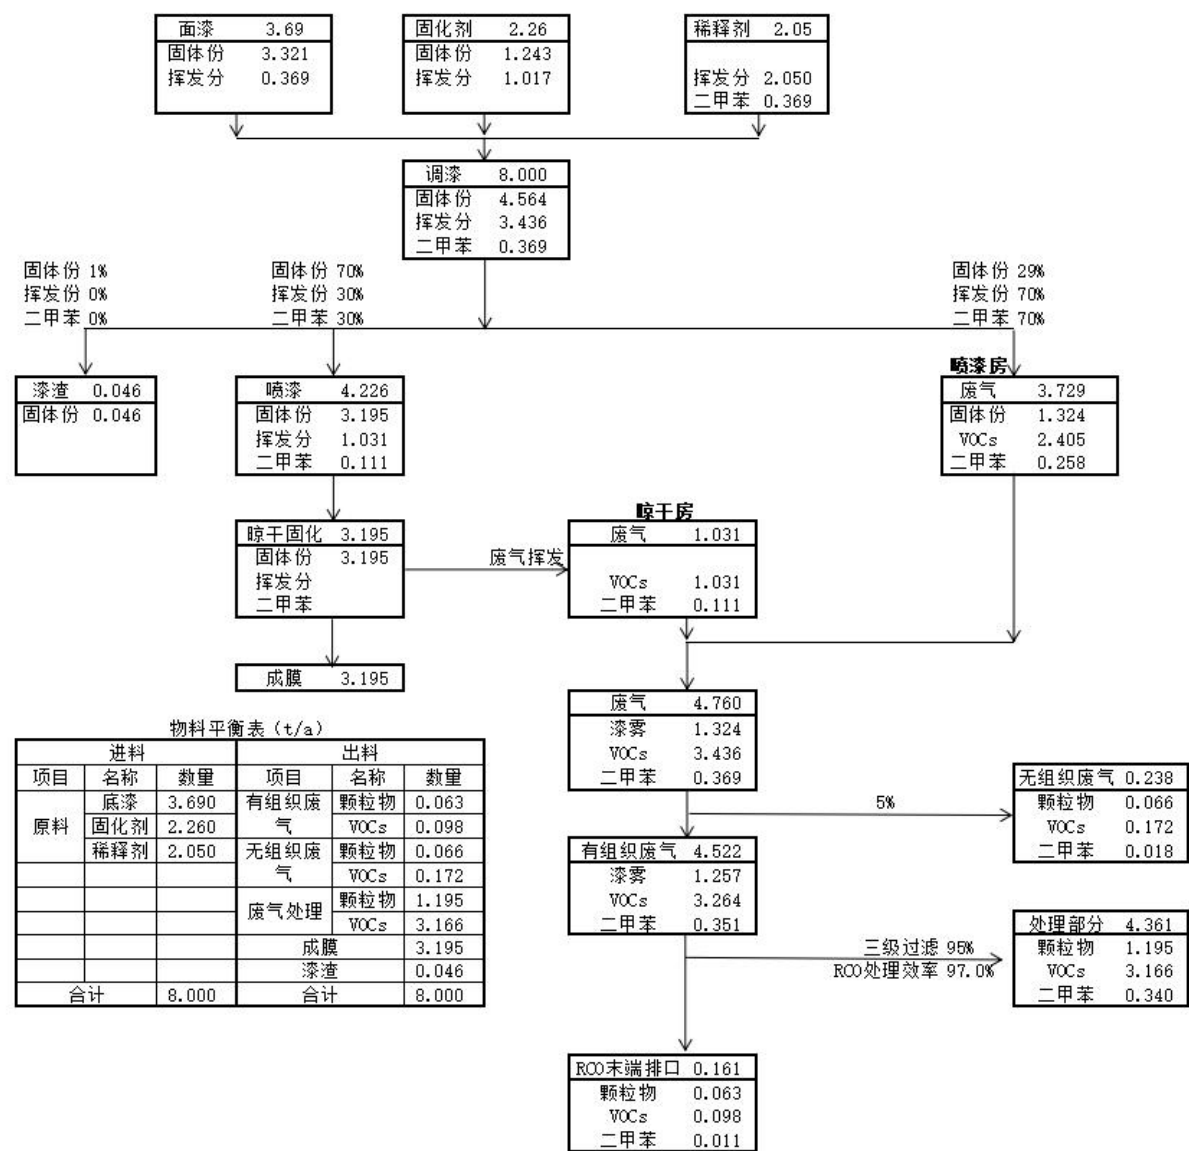 面漆 3.69
固体份 3.321
挥发分 0.369
固化剂 2.26
固体份 1.243
挥发分 1.017
稀释剂 2.05
挥发分 2.050
二甲苯 0.369
调漆 8.000
固体份 4.564
挥发分 3.436
二甲苯 0.369
固体份 1%
挥发份 0%
二甲苯 0%
固体份 70%
挥发份 30%
二甲苯 30%
固体份 29%
挥发份 70%
二甲苯 70%
漆渣 0.046
固体份 0.046
喷漆 4.226
固体份 3.195
挥发分 1.031
二甲苯 0.111
喷漆房
废气 3.729
固体份 1.324
VOCs 2.405
二甲苯 0.258
晾干固化 3.195
固体份 3.195
挥发分
二甲苯
废气挥发
晾干房
废气 1.031
VOCs 1.031
二甲苯 0.111
成膜 3.195
废气 4.760
漆雾 1.324
VOCs 3.436
二甲苯 0.369
5%
无组织废气 0.238
颗粒物 0.066
VOCs 0.172
二甲苯 0.018
有组织废气 4.522
漆雾 1.257
VOCs 3.264
二甲苯 0.351
三级过滤 95%
RCO处理效率 97.0%
处理部分 4.361
颗粒物 1.195
VOCs 3.166
二甲苯 0.340
RCO末端排口 0.161
颗粒物 0.063
VOCs 0.098
二甲苯 0.011
物料平衡表（t/a）
进料 出料
项目 名称 数量 项目 名称 数量
原料 底漆 3.690 有组织废气 颗粒物 0.063
固化剂 2.260 VOCs 0.098
稀释剂 2.050 无组织废气 颗粒物 0.066
VOCs 0.172
废气处理 颗粒物 1.195
VOCs 3.166
成膜 3.195
漆渣 0.046
合计 8.000 合计 8.000